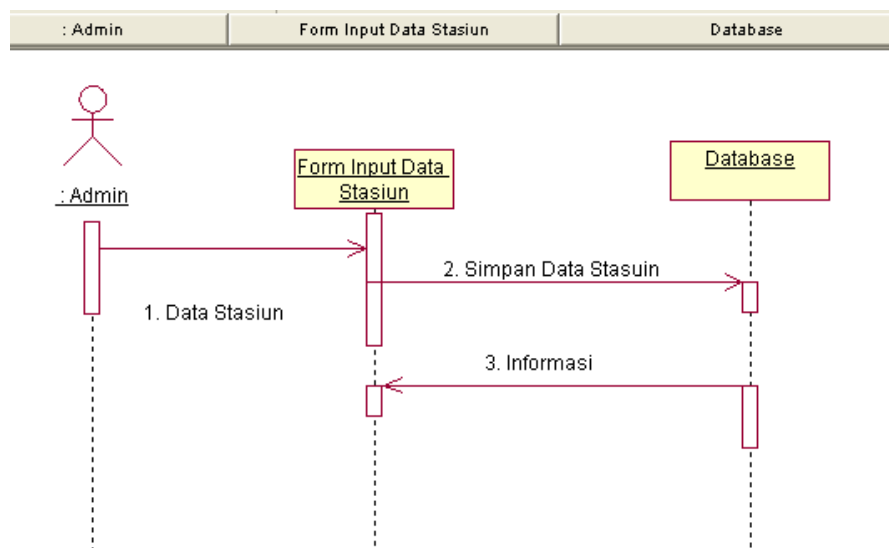 : Admin
Form Input Data Stasiun
Database
Form Input Data
Stasiun
Database
: Admin
2. Simpan Data Stasuin
1. Data Stasiun
3. Informasi